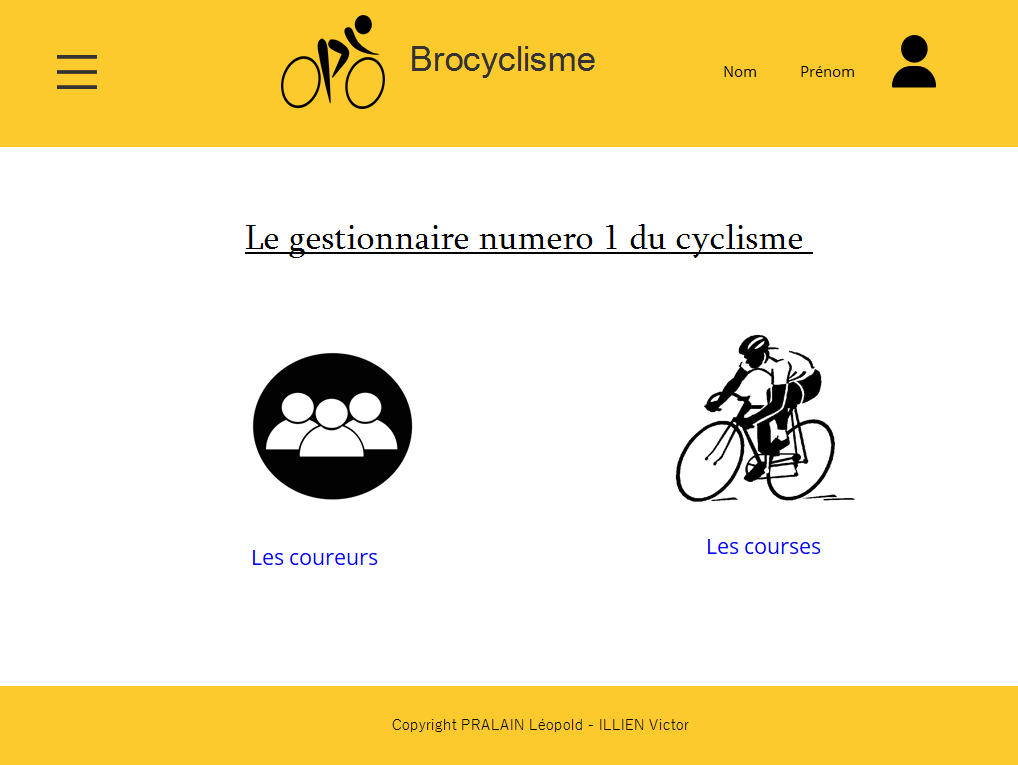 Brocyclisme
Nom
Prénom
Le gestionnaire numero 1 du cyclisme
Les coureurs
Les courses
Copyright PRALAIN Léopold - ILLIEN Victor